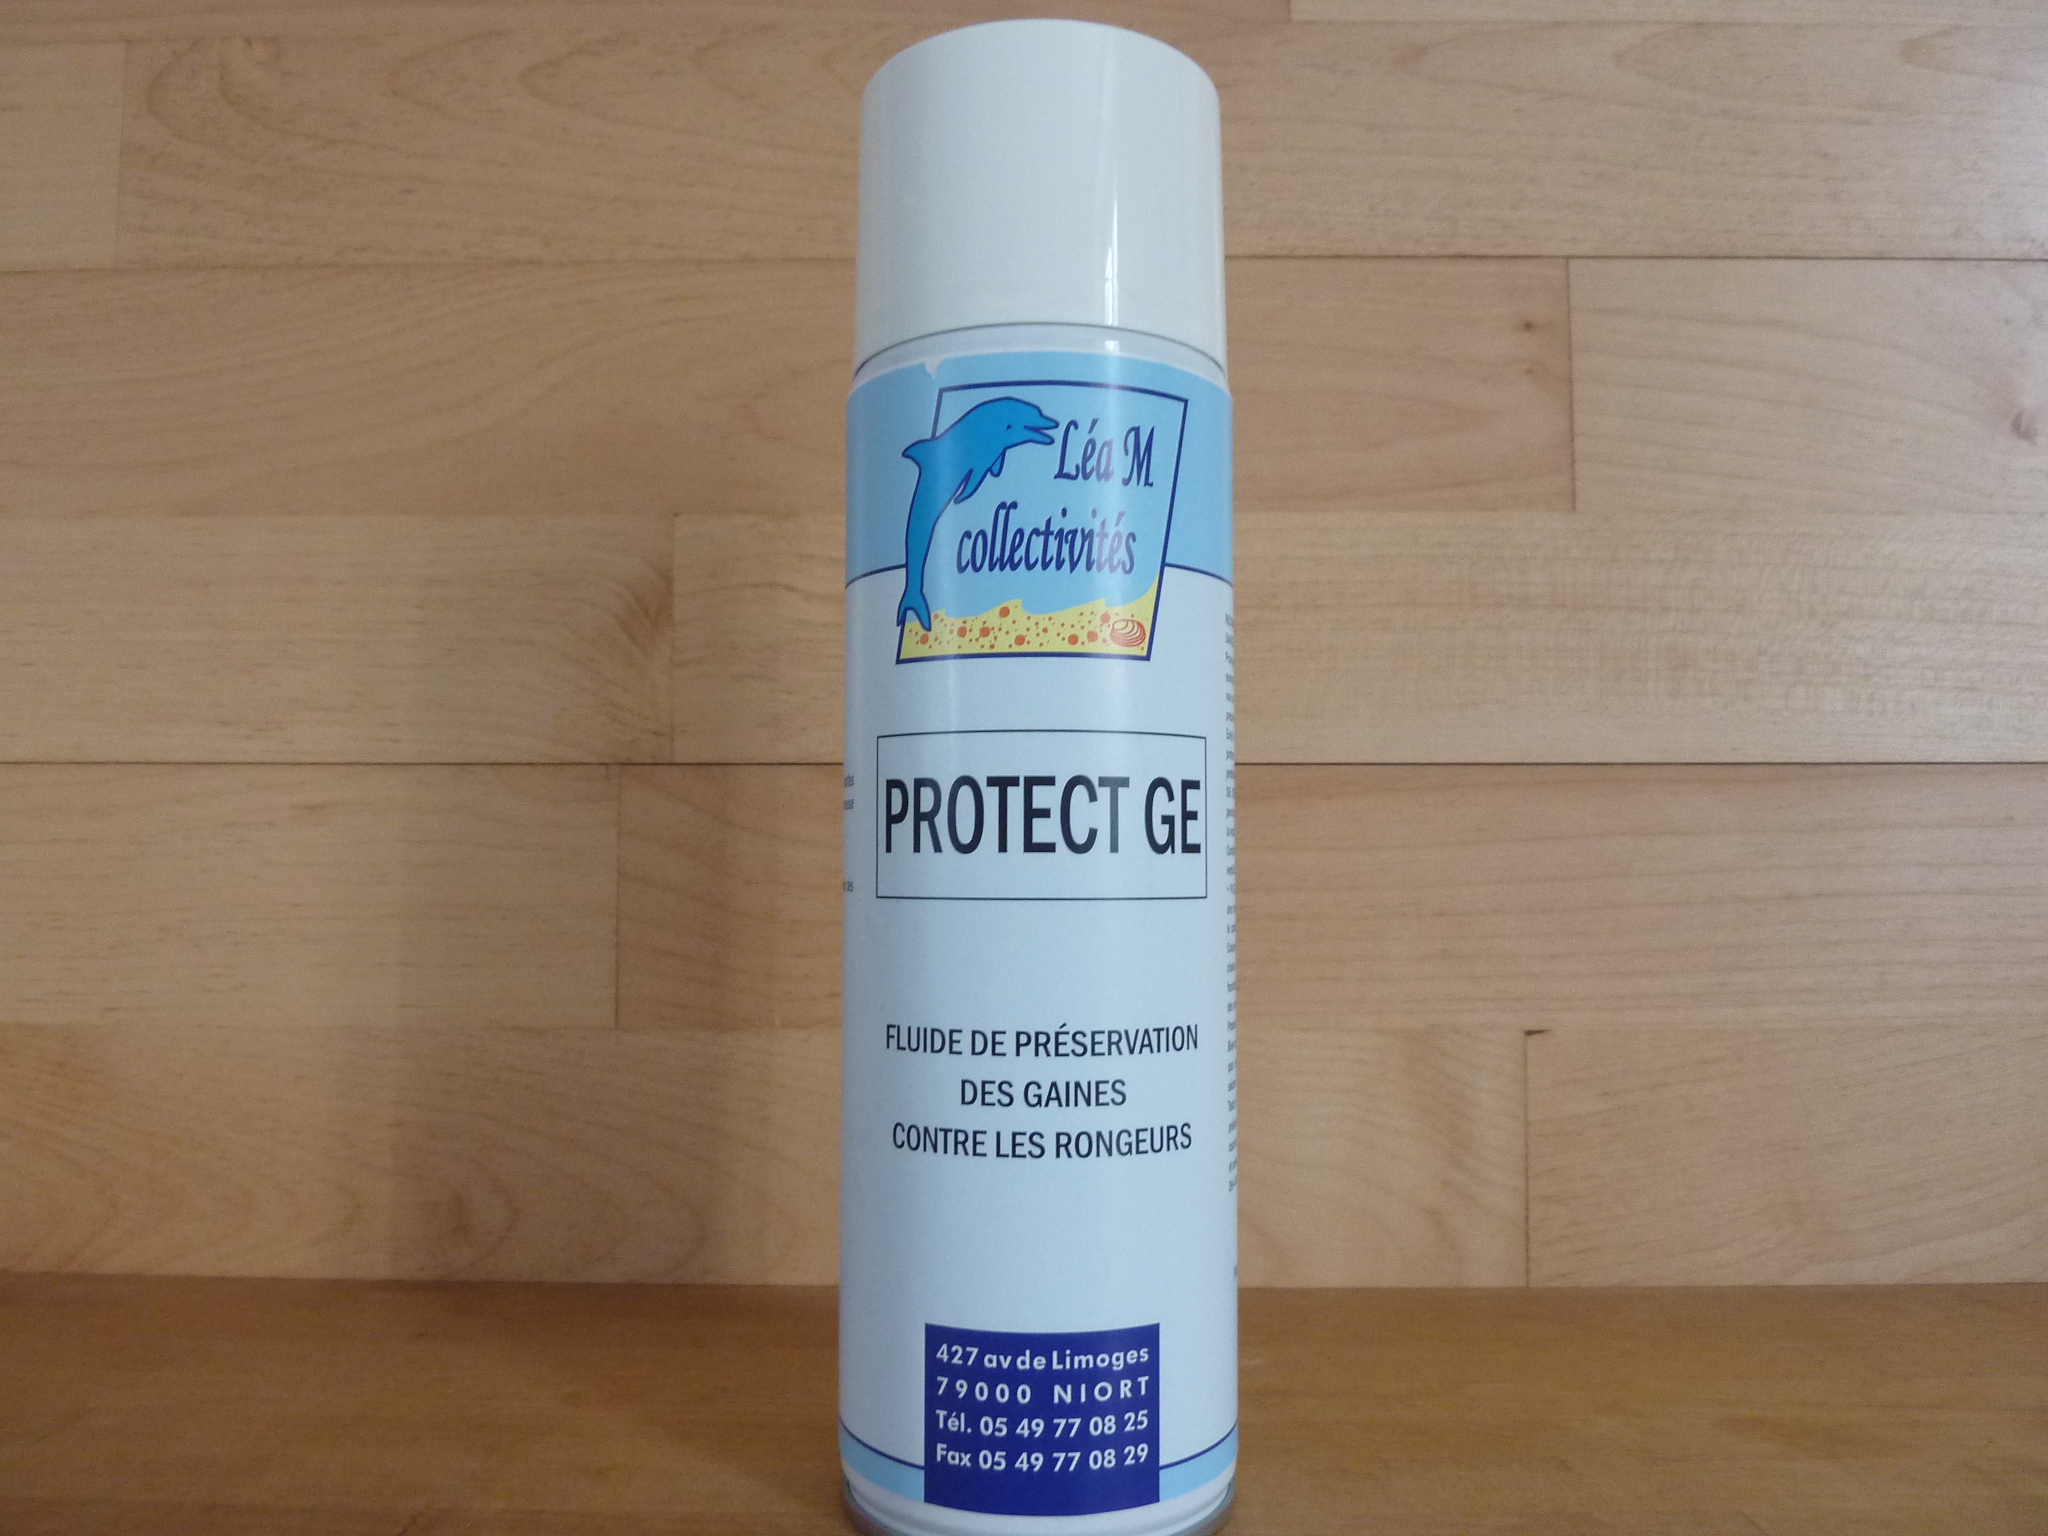 Léa M
collectivités
PROTECT GE
FLUIDE DE PRÉSERVATION
DES GAINES
CONTRE LES RONGEURS
427 av de Limoges
79000 NIORT
Tél. 05 49 77 08 25
Fax 05 49 77 08 29